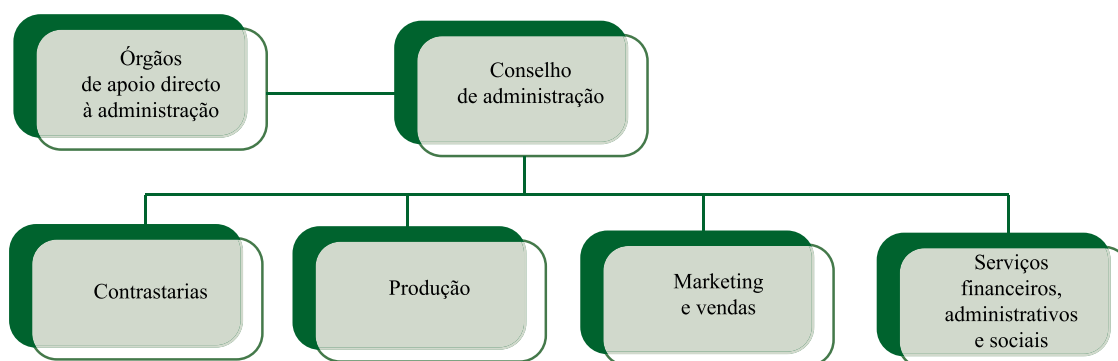 Órgãos
de apoio directo
à administração
Conselho
de administração
Contrastarias
Produção
Marketing
e vendas
Serviços
financeiros,
administrativos
e sociais